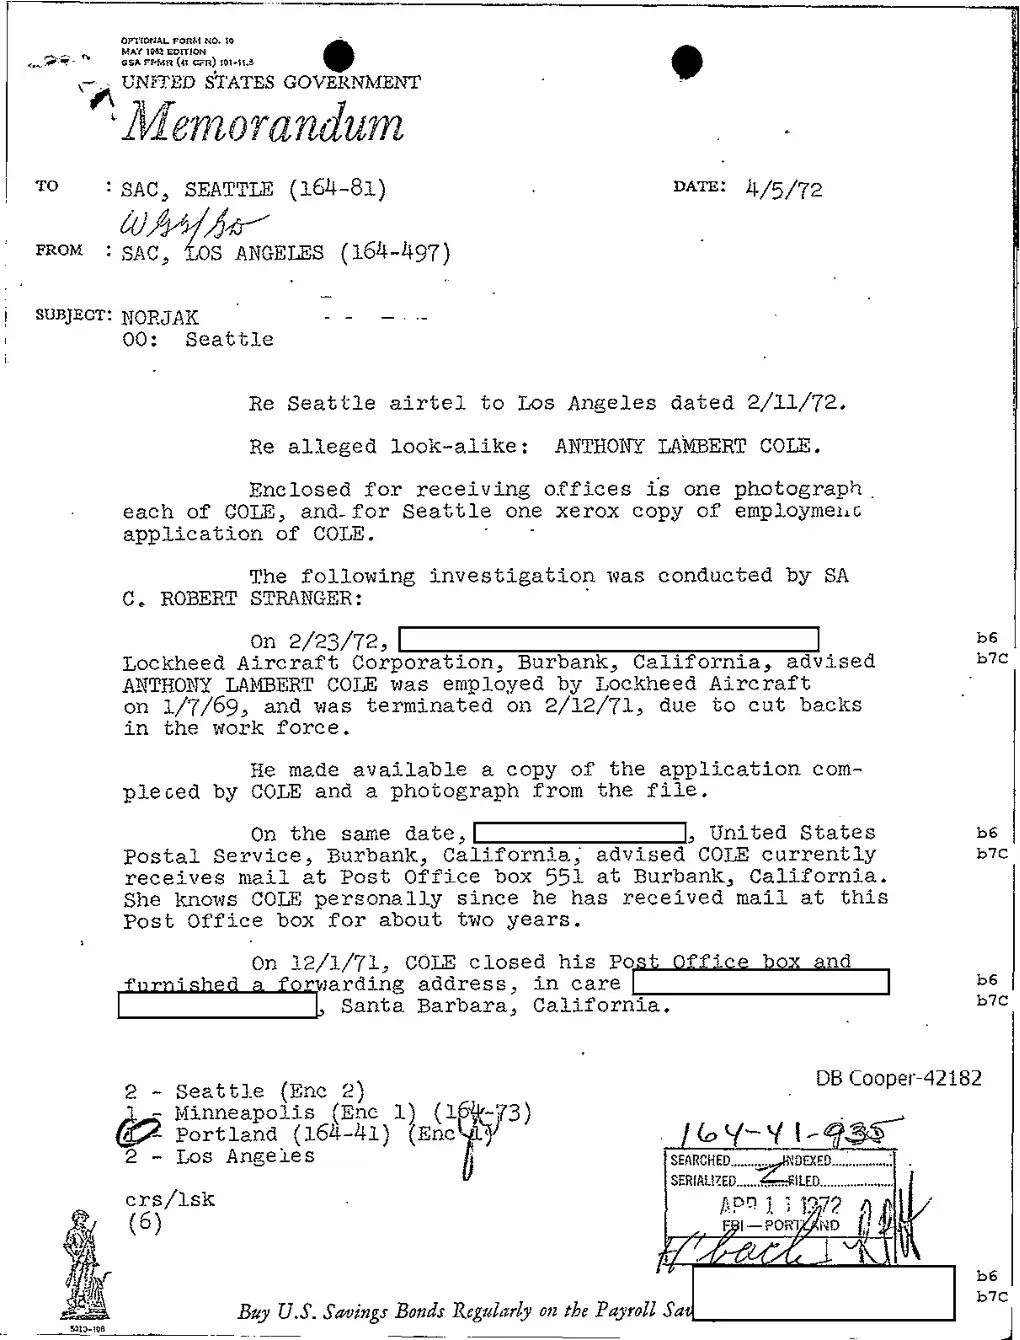 OPTIONAL FORM NO. 10
MAY 1962 EDITION
GSA FPMR (41 CFR) 101-11.6
UNITED STATES GOVERNMENT
Memorandum
TO : SAC, SEATTLE (164-81) DATE: 4/5/72
FROM : SAC, LOS ANGELES (164-497)
SUBJECT: NORJAK
OO: Seattle
Re Seattle airtel to Los Angeles dated 2/11/72.
Re alleged look-alike: ANTHONY LAMBERT COLE.
Enclosed for receiving offices is one photograph
each of COLE, and for Seattle one xerox copy of employment
application of COLE.
The following investigation was conducted by SA
C. ROBERT STRANGER:
On 2/23/72, b6
Lockheed Aircraft Corporation, Burbank, California, advised b7C
ANTHONY LAMBERT COLE was employed by Lockheed Aircraft
on 1/7/69, and was terminated on 2/12/71, due to cut backs
in the work force.
He made available a copy of the application com-
pleted by COLE and a photograph from the file.
On the same date, , United States b6
Postal Service, Burbank, California, advised COLE currently b7C
receives mail at Post Office box 551 at Burbank, California.
She knows COLE personally since he has received mail at this
Post Office box for about two years.
On 12/1/71, COLE closed his Post Office box and
furnished a forwarding address, in care b6
, Santa Barbara, California. b7C
DB Cooper-42182
2 - Seattle (Enc 2)
1 - Minneapolis (Enc 1) (164-73)
1 - Portland (164-41) (Enc 1)
2 - Los Angeles
164-41-935
SEARCHED INDEXED
SERIALIZED FILED
APR 11 1972
FBI - PORTLAND
crs/lsk
(6)
b6
b7C
Buy U.S. Savings Bonds Regularly on the Payroll Sav
5010-108